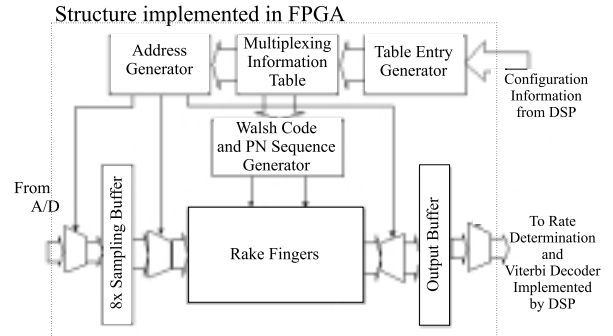 Structure implemented in FPGA
Address
Generator
Multiplexing
Information
Table
Table Entry
Generator
Configuration
Information
from DSP
Walsh Code
and PN Sequence
Generator
From
A/D
8x Sampling Buffer
Rake Fingers
Output Buffer
To Rate
Determination
and
Viterbi Decoder
Implemented
by DSP